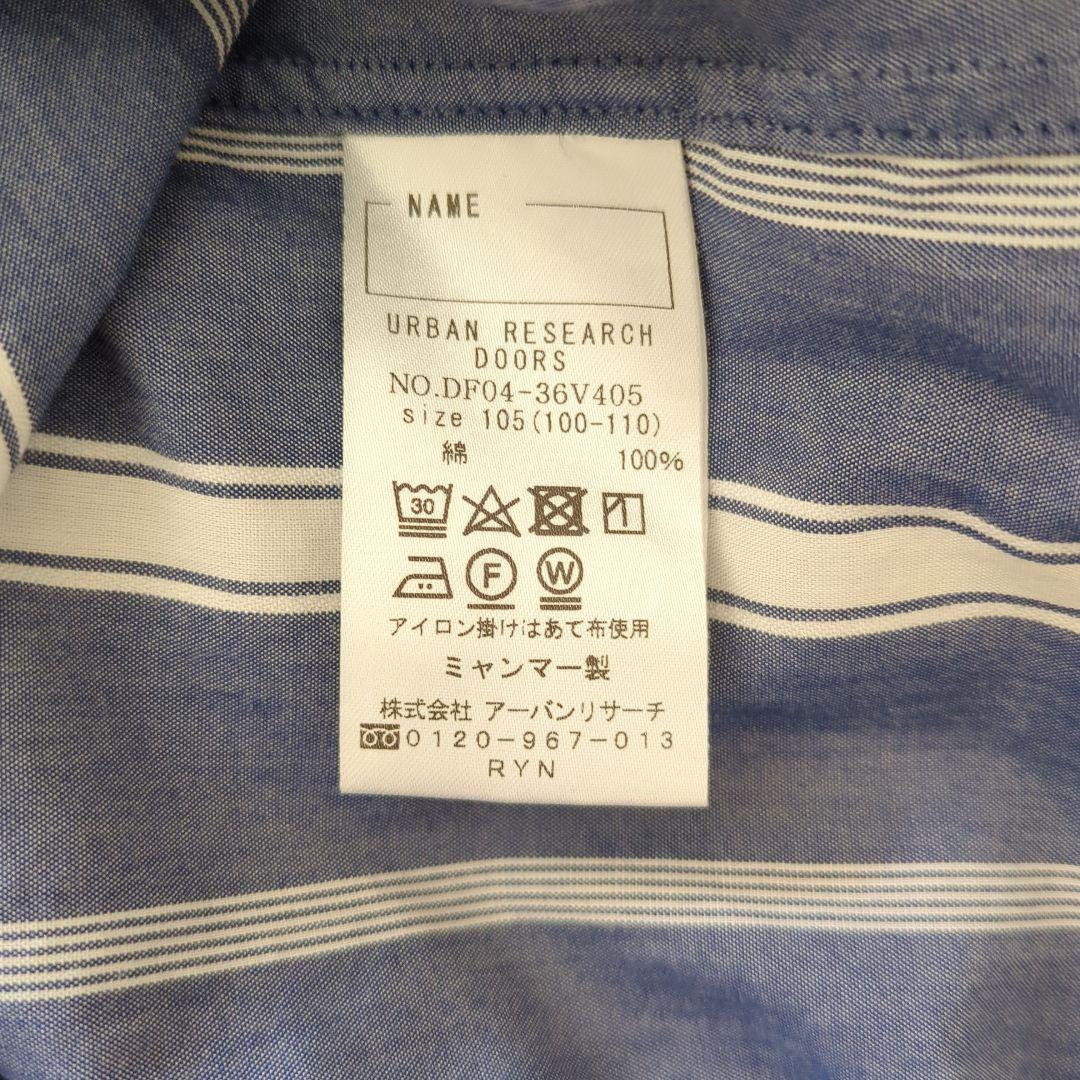 NAME
URBAN RESEARCH
DOORS
NO.DF04-36V405
size 105(100-110)
綿 100%
30
F W
アイロン掛けはあて布使用
ミャンマー製
株式会社 アーバンリサーチ
0120-967-013
RYN